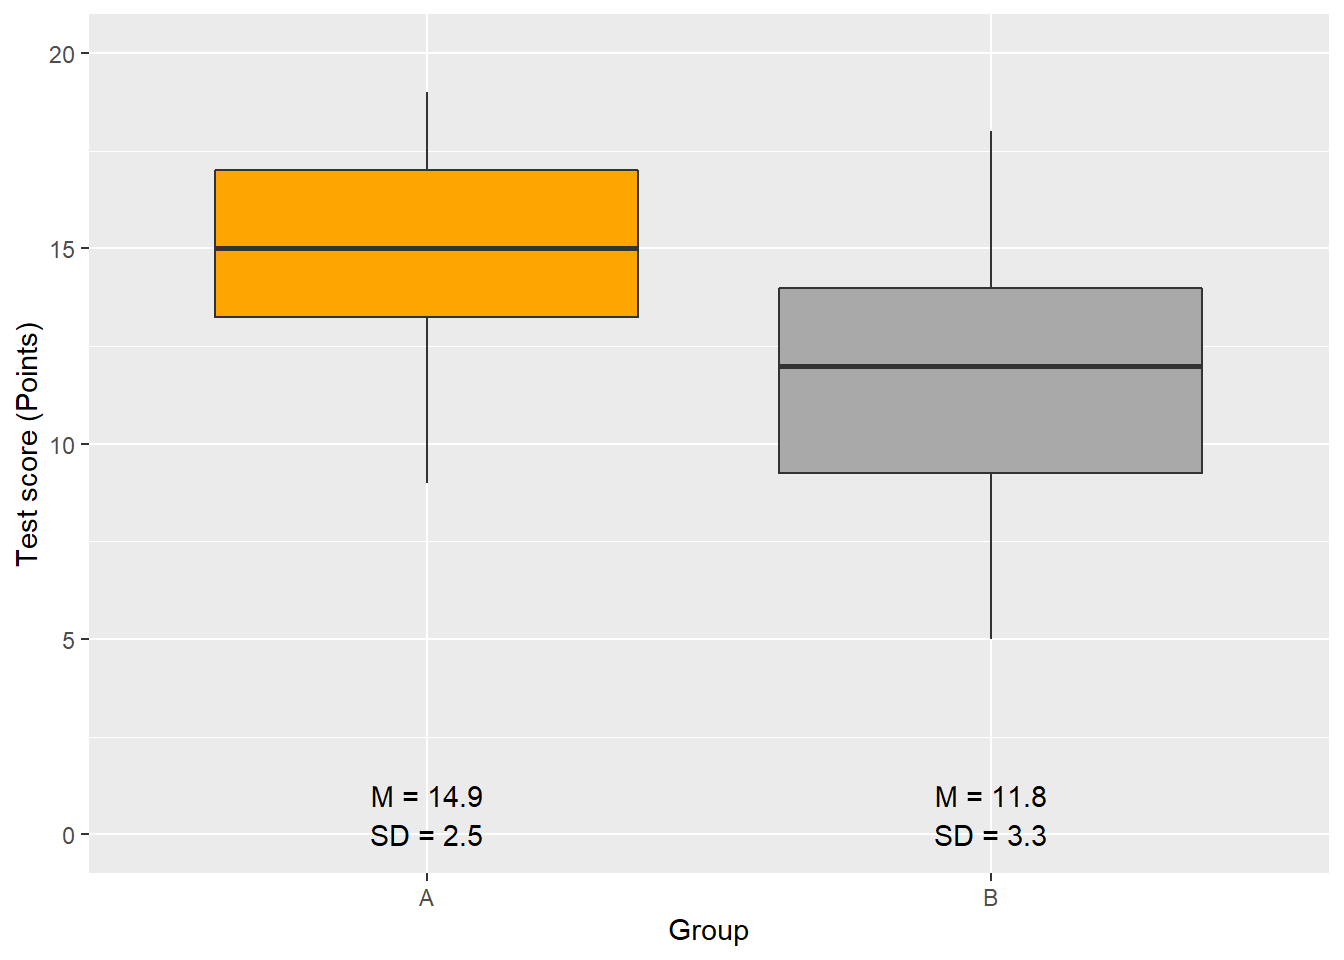 20
15
10
5
0
Test score (Points)
M = 14.9
SD = 2.5
M = 11.8
SD = 3.3
A
B
Group